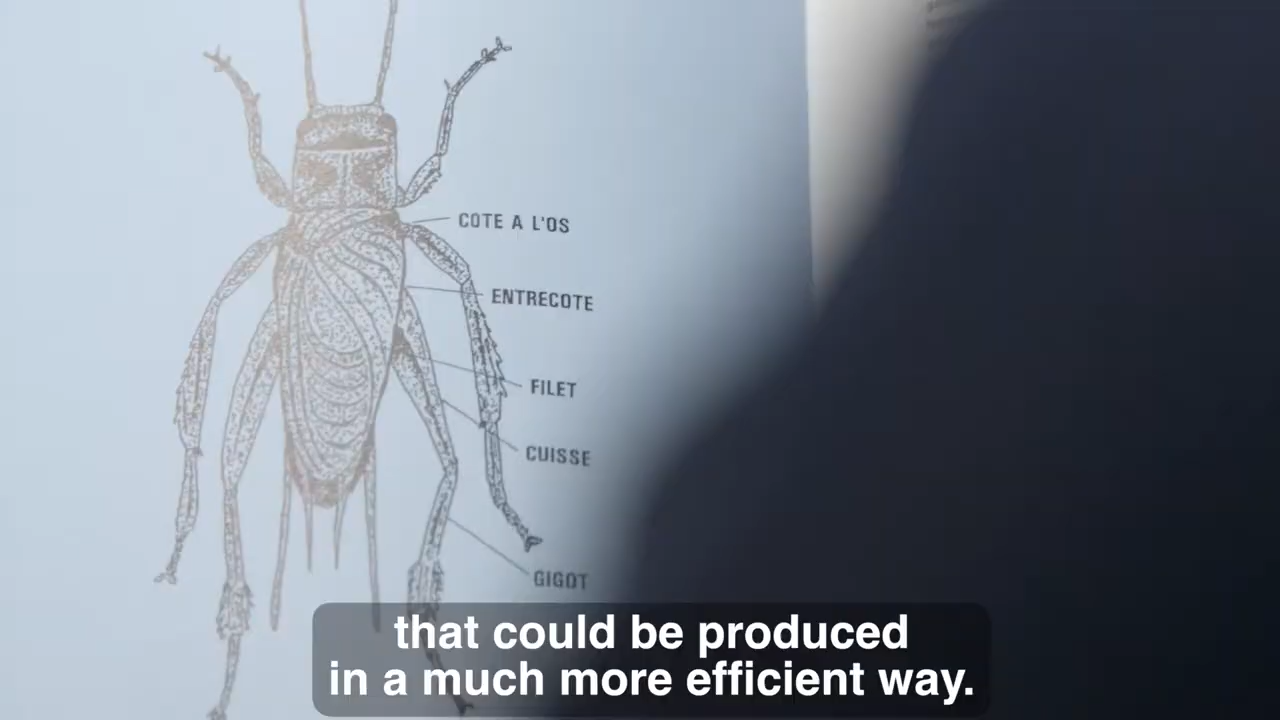 COTE A L'OS
ENTRECOTE
FILET
CUISSE
GIGOT
that could be produced
in a much more efficient way.